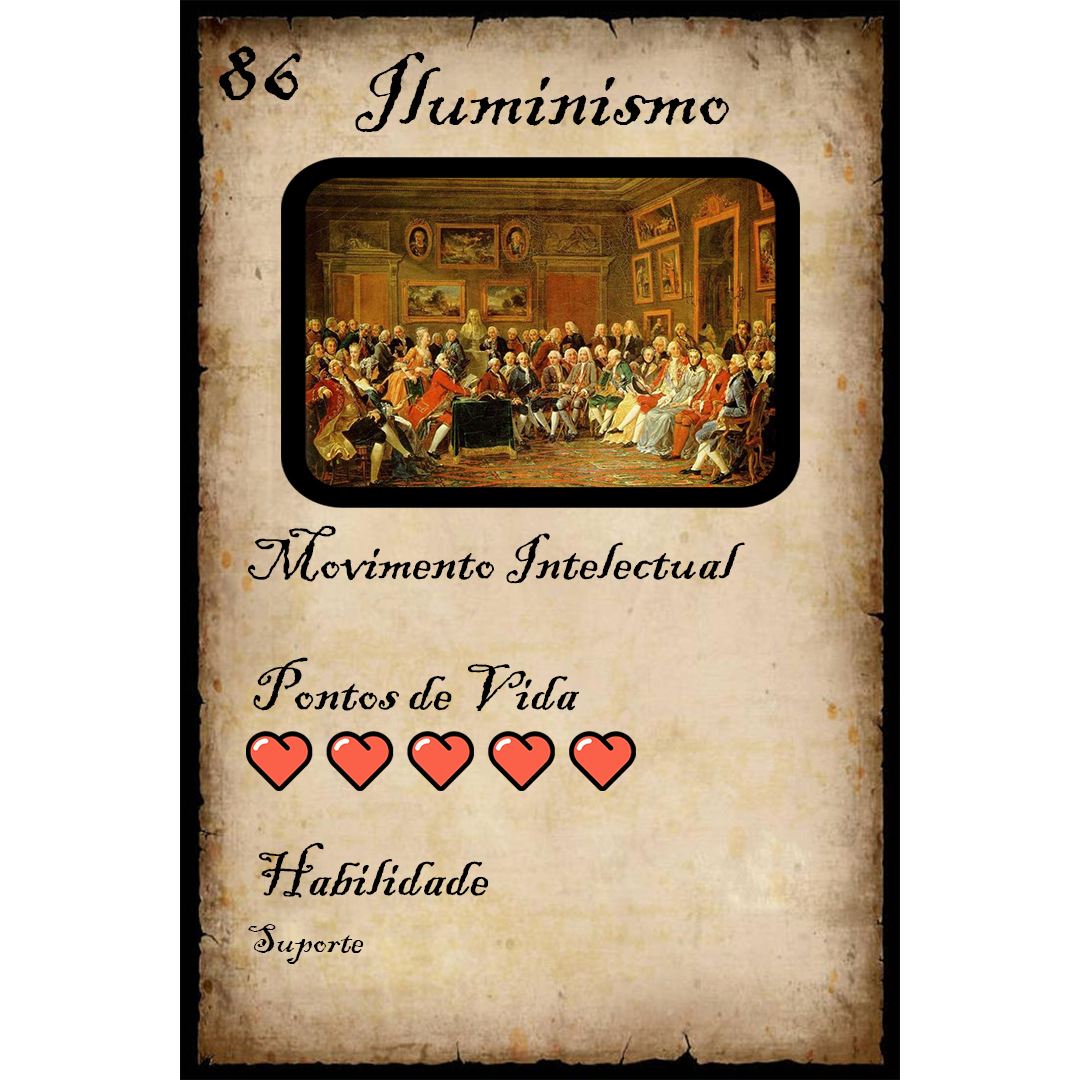 86
Iluminismo
Movimento Intelectual
Pontos de Vida
Habilidade
Suporte